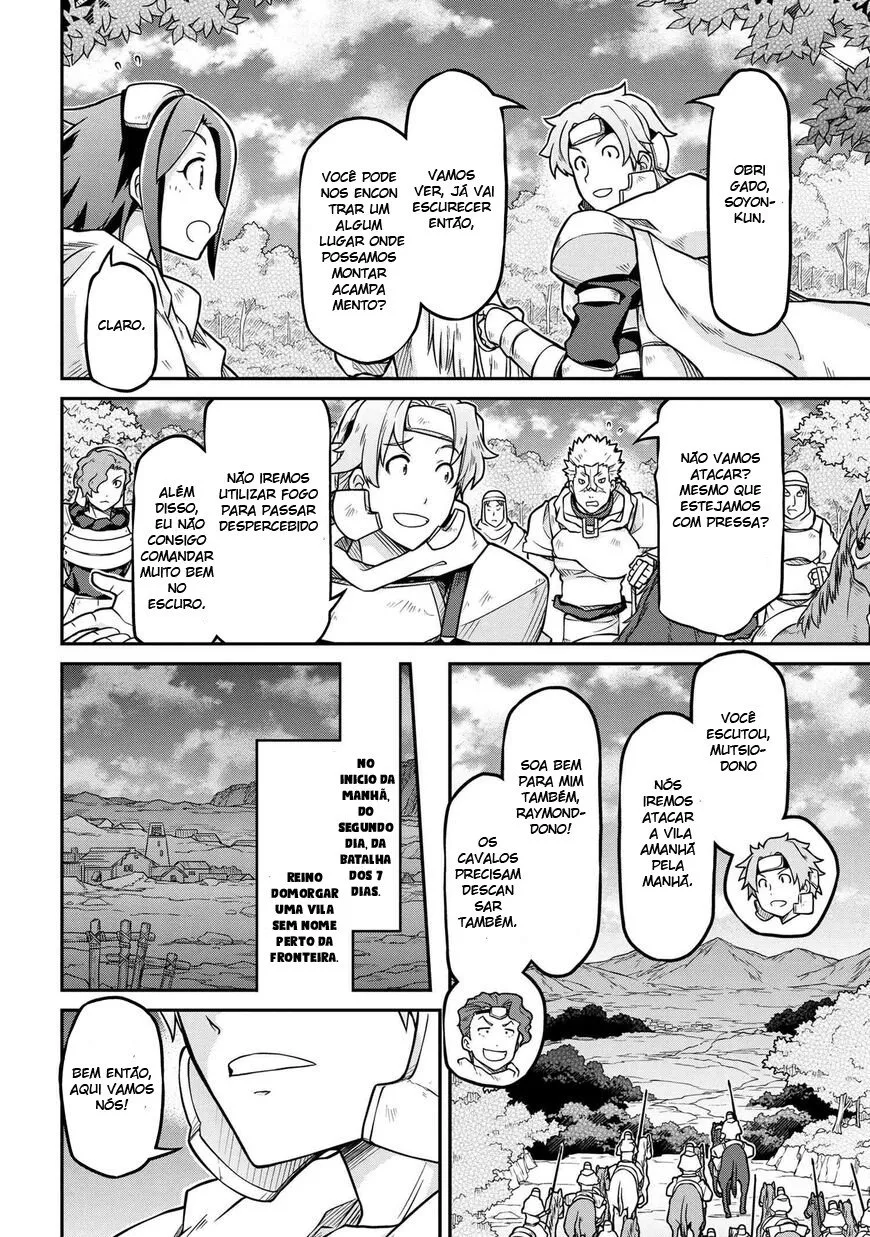 OBRI
GADO,
SOYON-
KUN.
VAMOS
VER, JÁ VAI
ESCURECER
ENTÃO,
VOCÊ PODE
NOS ENCON
TRAR UM
ALGUM
LUGAR ONDE
POSSAMOS
MONTAR
ACAMPA
MENTO?
CLARO.
NÃO VAMOS
ATACAR?
MESMO QUE
ESTEJAMOS
COM PRESSA?
NÃO IREMOS
UTILIZAR FOGO
PARA PASSAR
DESPERCEBIDO
ALÉM
DISSO,
EU NÃO
CONSIGO
COMANDAR
MUITO BEM
NO
ESCURO.
VOCÊ
ESCUTOU,
MUTSIO-
DONO
NÓS
IREMOS
ATACAR
A VILA
AMANHÃ
PELA
MANHÃ.
SOA BEM
PARA MIM
TAMBÉM,
RAYMOND-
DONO!
OS
CAVALOS
PRECISAM
DESCAN
SAR
TAMBÉM.
NO
INICIO DA
MANHÃ,
DO
SEGUNDO
DIA, DA
BATALHA
DOS 7
DIAS.
REINO
DOMORGAR
UMA VILA
SEM NOME
PERTO DA
FRONTEIRA.
BEM ENTÃO,
AQUI VAMOS
NÓS!